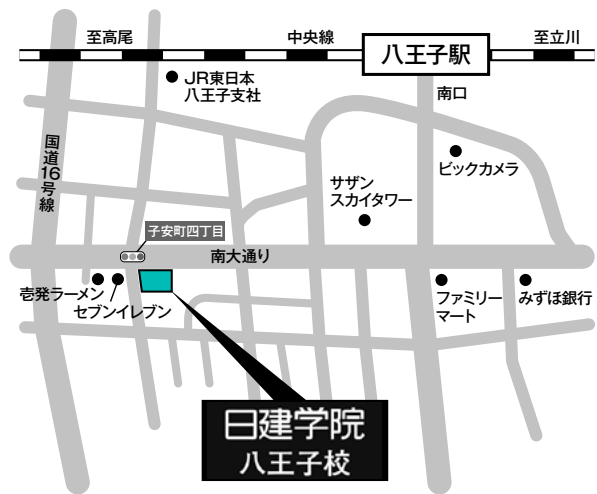 至高尾
中央線
八王子駅
至立川
JR東日本
八王子支社
南口
国道16号線
ビックカメラ
サザン
スカイタワー
子安町四丁目
南大通り
壱発ラーメン
セブンイレブン
ファミリー
マート
みずほ銀行
日建学院
八王子校